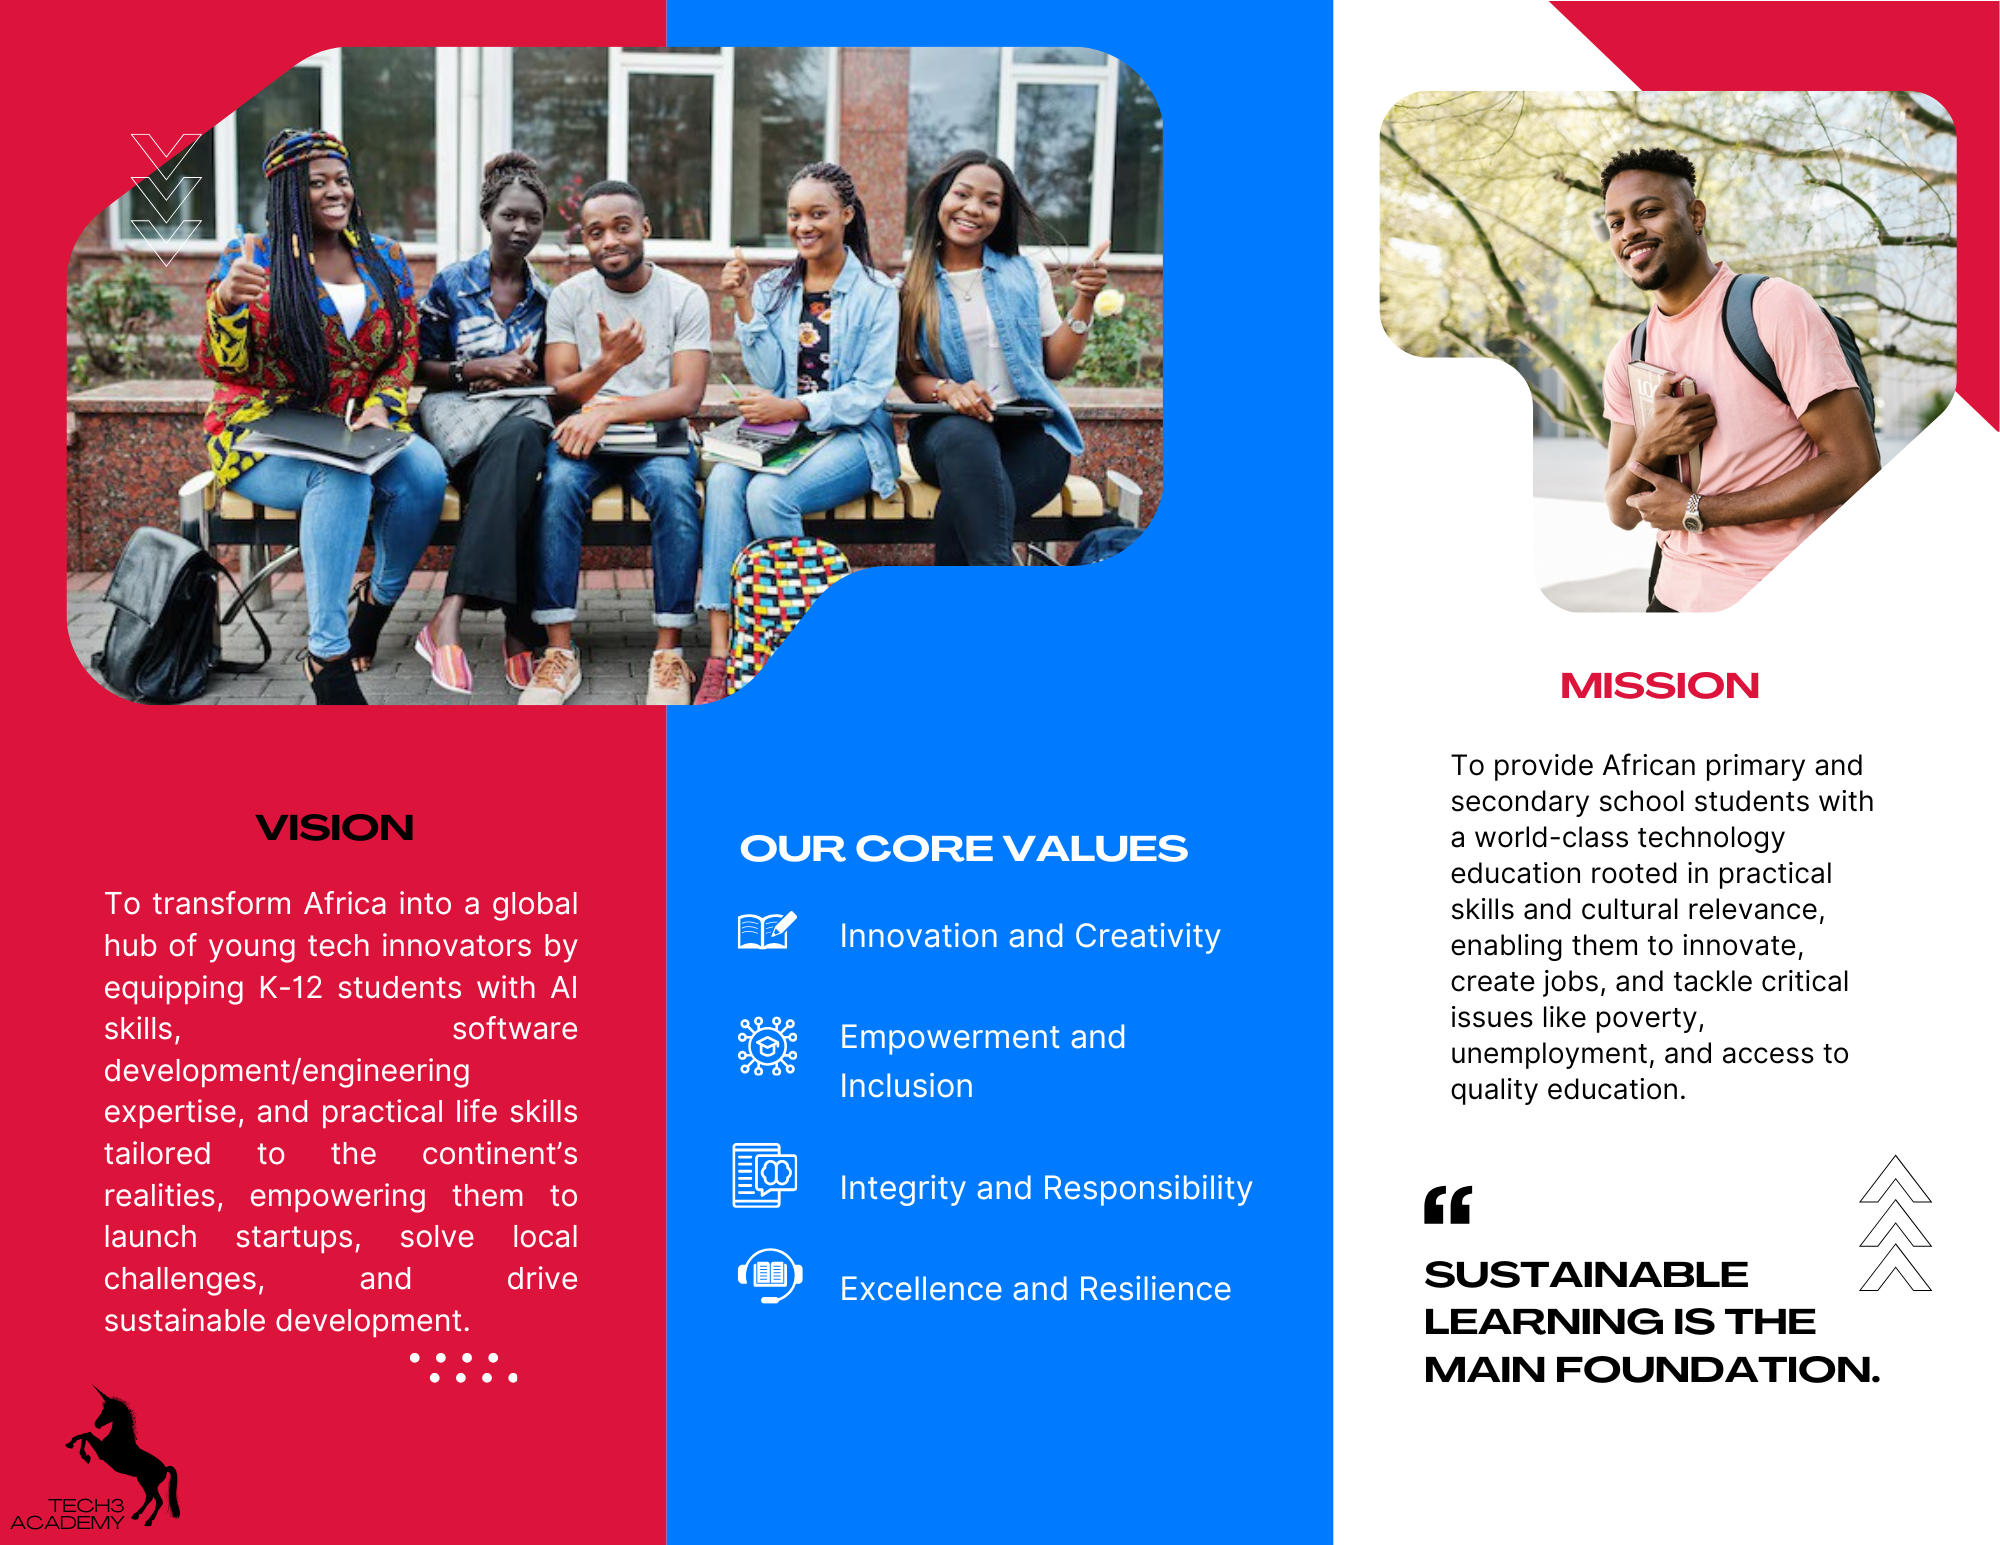 VISION
To transform Africa into a global
hub of young tech innovators by
equipping K-12 students with AI
skills, software
development/engineering
expertise, and practical life skills
tailored to the continent’s
realities, empowering them to
launch startups, solve local
challenges, and drive
sustainable development.
TECH3
ACADEMY
OUR CORE VALUES
Innovation and Creativity
Empowerment and
Inclusion
Integrity and Responsibility
Excellence and Resilience
MISSION
To provide African primary and
secondary school students with
a world-class technology
education rooted in practical
skills and cultural relevance,
enabling them to innovate,
create jobs, and tackle critical
issues like poverty,
unemployment, and access to
quality education.
“
SUSTAINABLE
LEARNING IS THE
MAIN FOUNDATION.